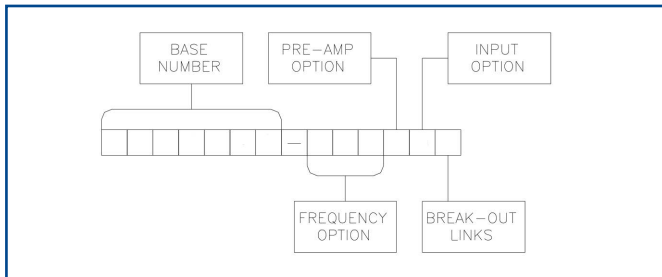 BASE
NUMBER
PRE-AMP
OPTION
INPUT
OPTION
—
FREQUENCY
OPTION
BREAK-OUT
LINKS